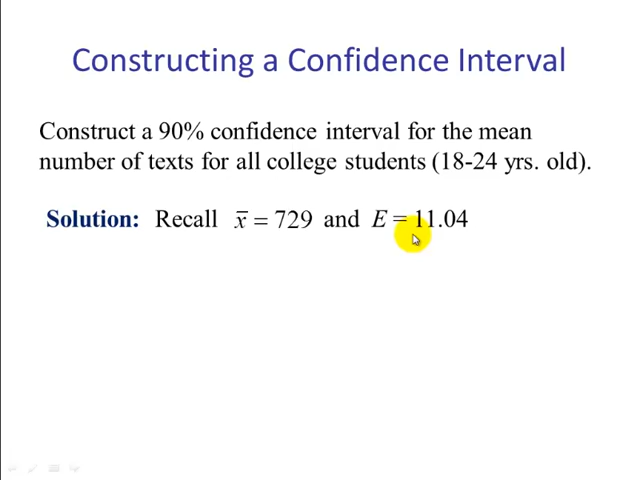 Constructing a Confidence Interval
Construct a 90% confidence interval for the mean
number of texts for all college students (18-24 yrs. old).
Solution: Recall x̄ = 729 and E = 11.04